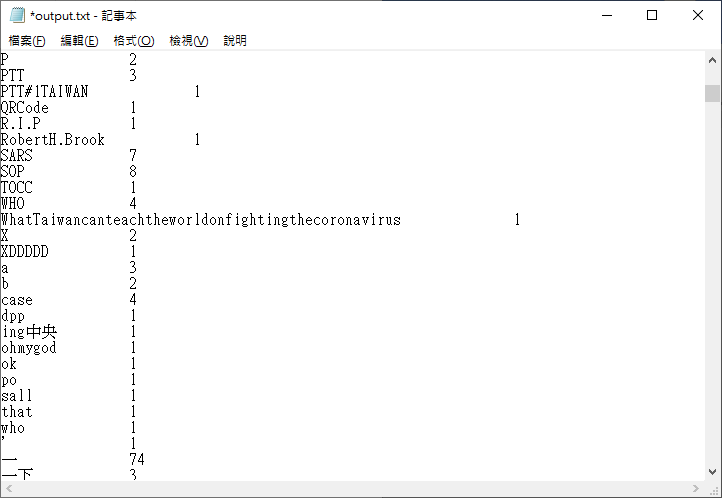 *output.txt - 記事本
檔案(F) 編輯(E) 格式(O) 檢視(V) 說明
P 2
PTT 3
PTT#1TAIWAN 1
QRCode 1
R.I.P 1
RobertH.Brook 1
SARS 7
SOP 8
TOCC 1
WHO 4
WhatTaiwancanteachtheworldonfightingthecoronavirus 1
X 2
XDDDDD 1
a 3
b 2
case 4
dpp 1
ing中央 1
ohmygod 1
ok 1
po 1
sall 1
that 1
who 1
’ 1
一 74
一下 3